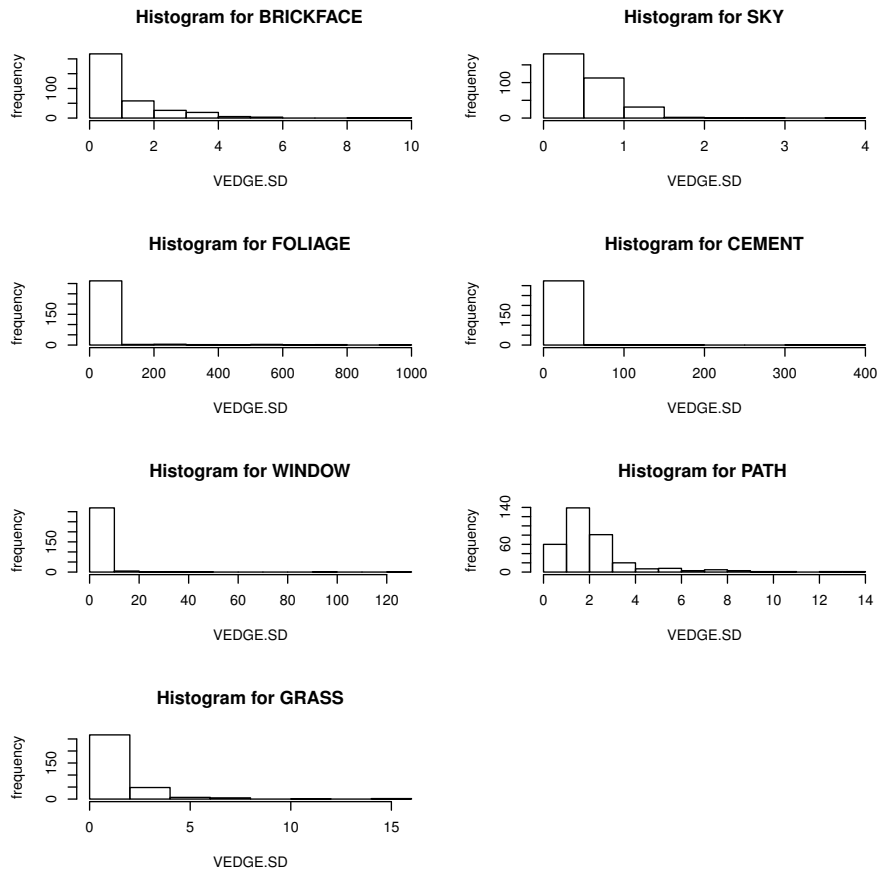 Histogram for BRICKFACE
frequency
0 100
0 2 4 6 8 10
VEDGE.SD
Histogram for SKY
frequency
0 100
0 1 2 3 4
VEDGE.SD
Histogram for FOLIAGE
frequency
0 150
0 200 400 600 800 1000
VEDGE.SD
Histogram for CEMENT
frequency
0 150
0 100 200 300 400
VEDGE.SD
Histogram for WINDOW
frequency
0 150
0 20 40 60 80 100 120
VEDGE.SD
Histogram for PATH
frequency
0 60 140
0 2 4 6 8 10 12 14
VEDGE.SD
Histogram for GRASS
frequency
0 150
0 5 10 15
VEDGE.SD